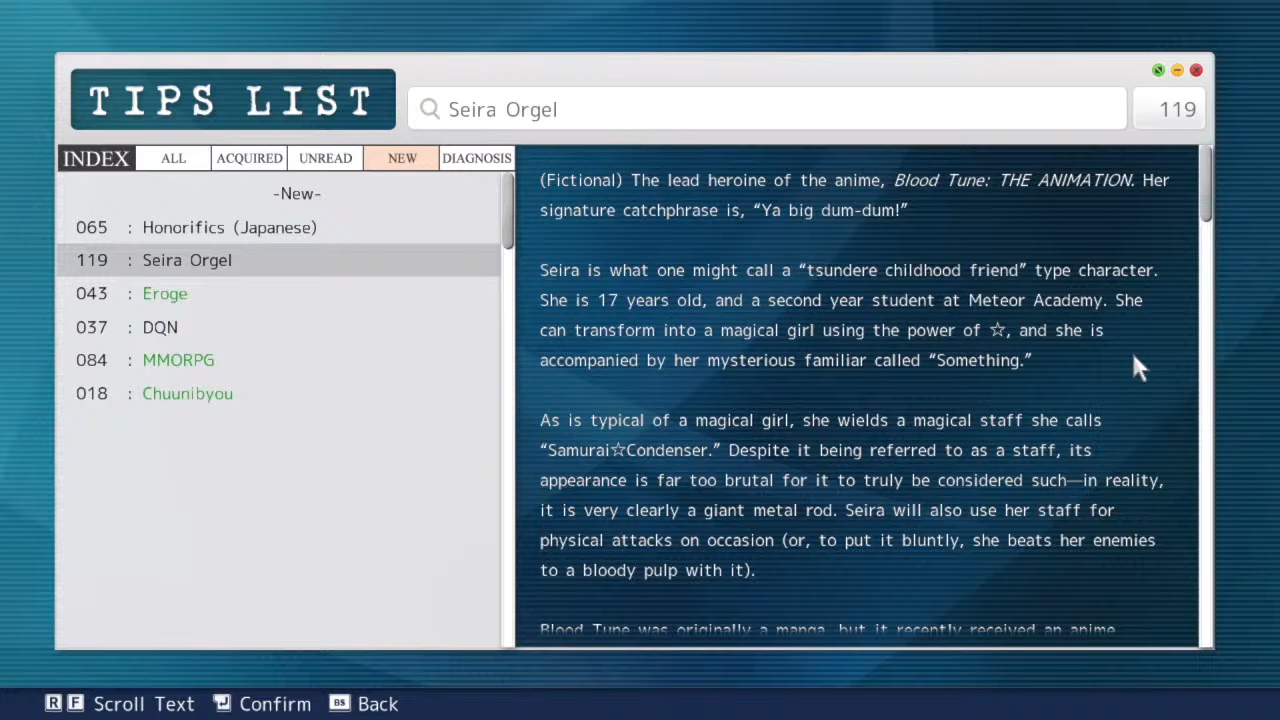 TIPS LIST
Seira Orgel
119
INDEX
ALL
ACQUIRED
UNREAD
NEW
DIAGNOSIS
-New-
065 : Honorifics (Japanese)
119 : Seira Orgel
043 : Eroge
037 : DQN
084 : MMORPG
018 : Chuunibyou
(Fictional) The lead heroine of the anime, Blood Tune: THE ANIMATION. Her
signature catchphrase is, “Ya big dum-dum!”
Seira is what one might call a “tsundere childhood friend” type character.
She is 17 years old, and a second year student at Meteor Academy. She
can transform into a magical girl using the power of ☆, and she is
accompanied by her mysterious familiar called “Something.”
As is typical of a magical girl, she wields a magical staff she calls
“Samurai☆Condenser.” Despite it being referred to as a staff, its
appearance is far too brutal for it to truly be considered such—in reality,
it is very clearly a giant metal rod. Seira will also use her staff for
physical attacks on occasion (or, to put it bluntly, she beats her enemies
to a bloody pulp with it).
Blood Tune was originally a manga, but it recently received an anime
R F Scroll Text Confirm BS Back